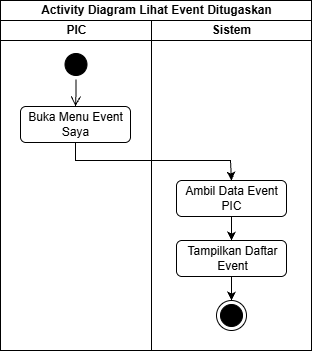 Activity Diagram Lihat Event Ditugaskan
PIC
Sistem
Buka Menu Event
Saya
Ambil Data Event
PIC
Tampilkan Daftar
Event